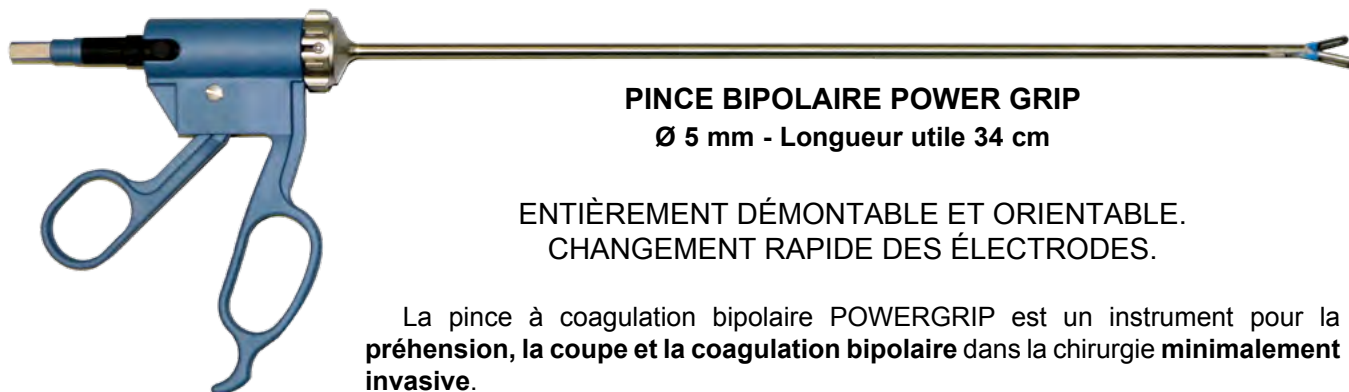 PINCE BIPOLAIRE POWER GRIP
Ø 5 mm - Longueur utile 34 cm
ENTIÈREMENT DÉMONTABLE ET ORIENTABLE.
CHANGEMENT RAPIDE DES ÉLECTRODES.
La pince à coagulation bipolaire POWERGRIP est un instrument pour la
préhension, la coupe et la coagulation bipolaire dans la chirurgie minimalement
invasive.